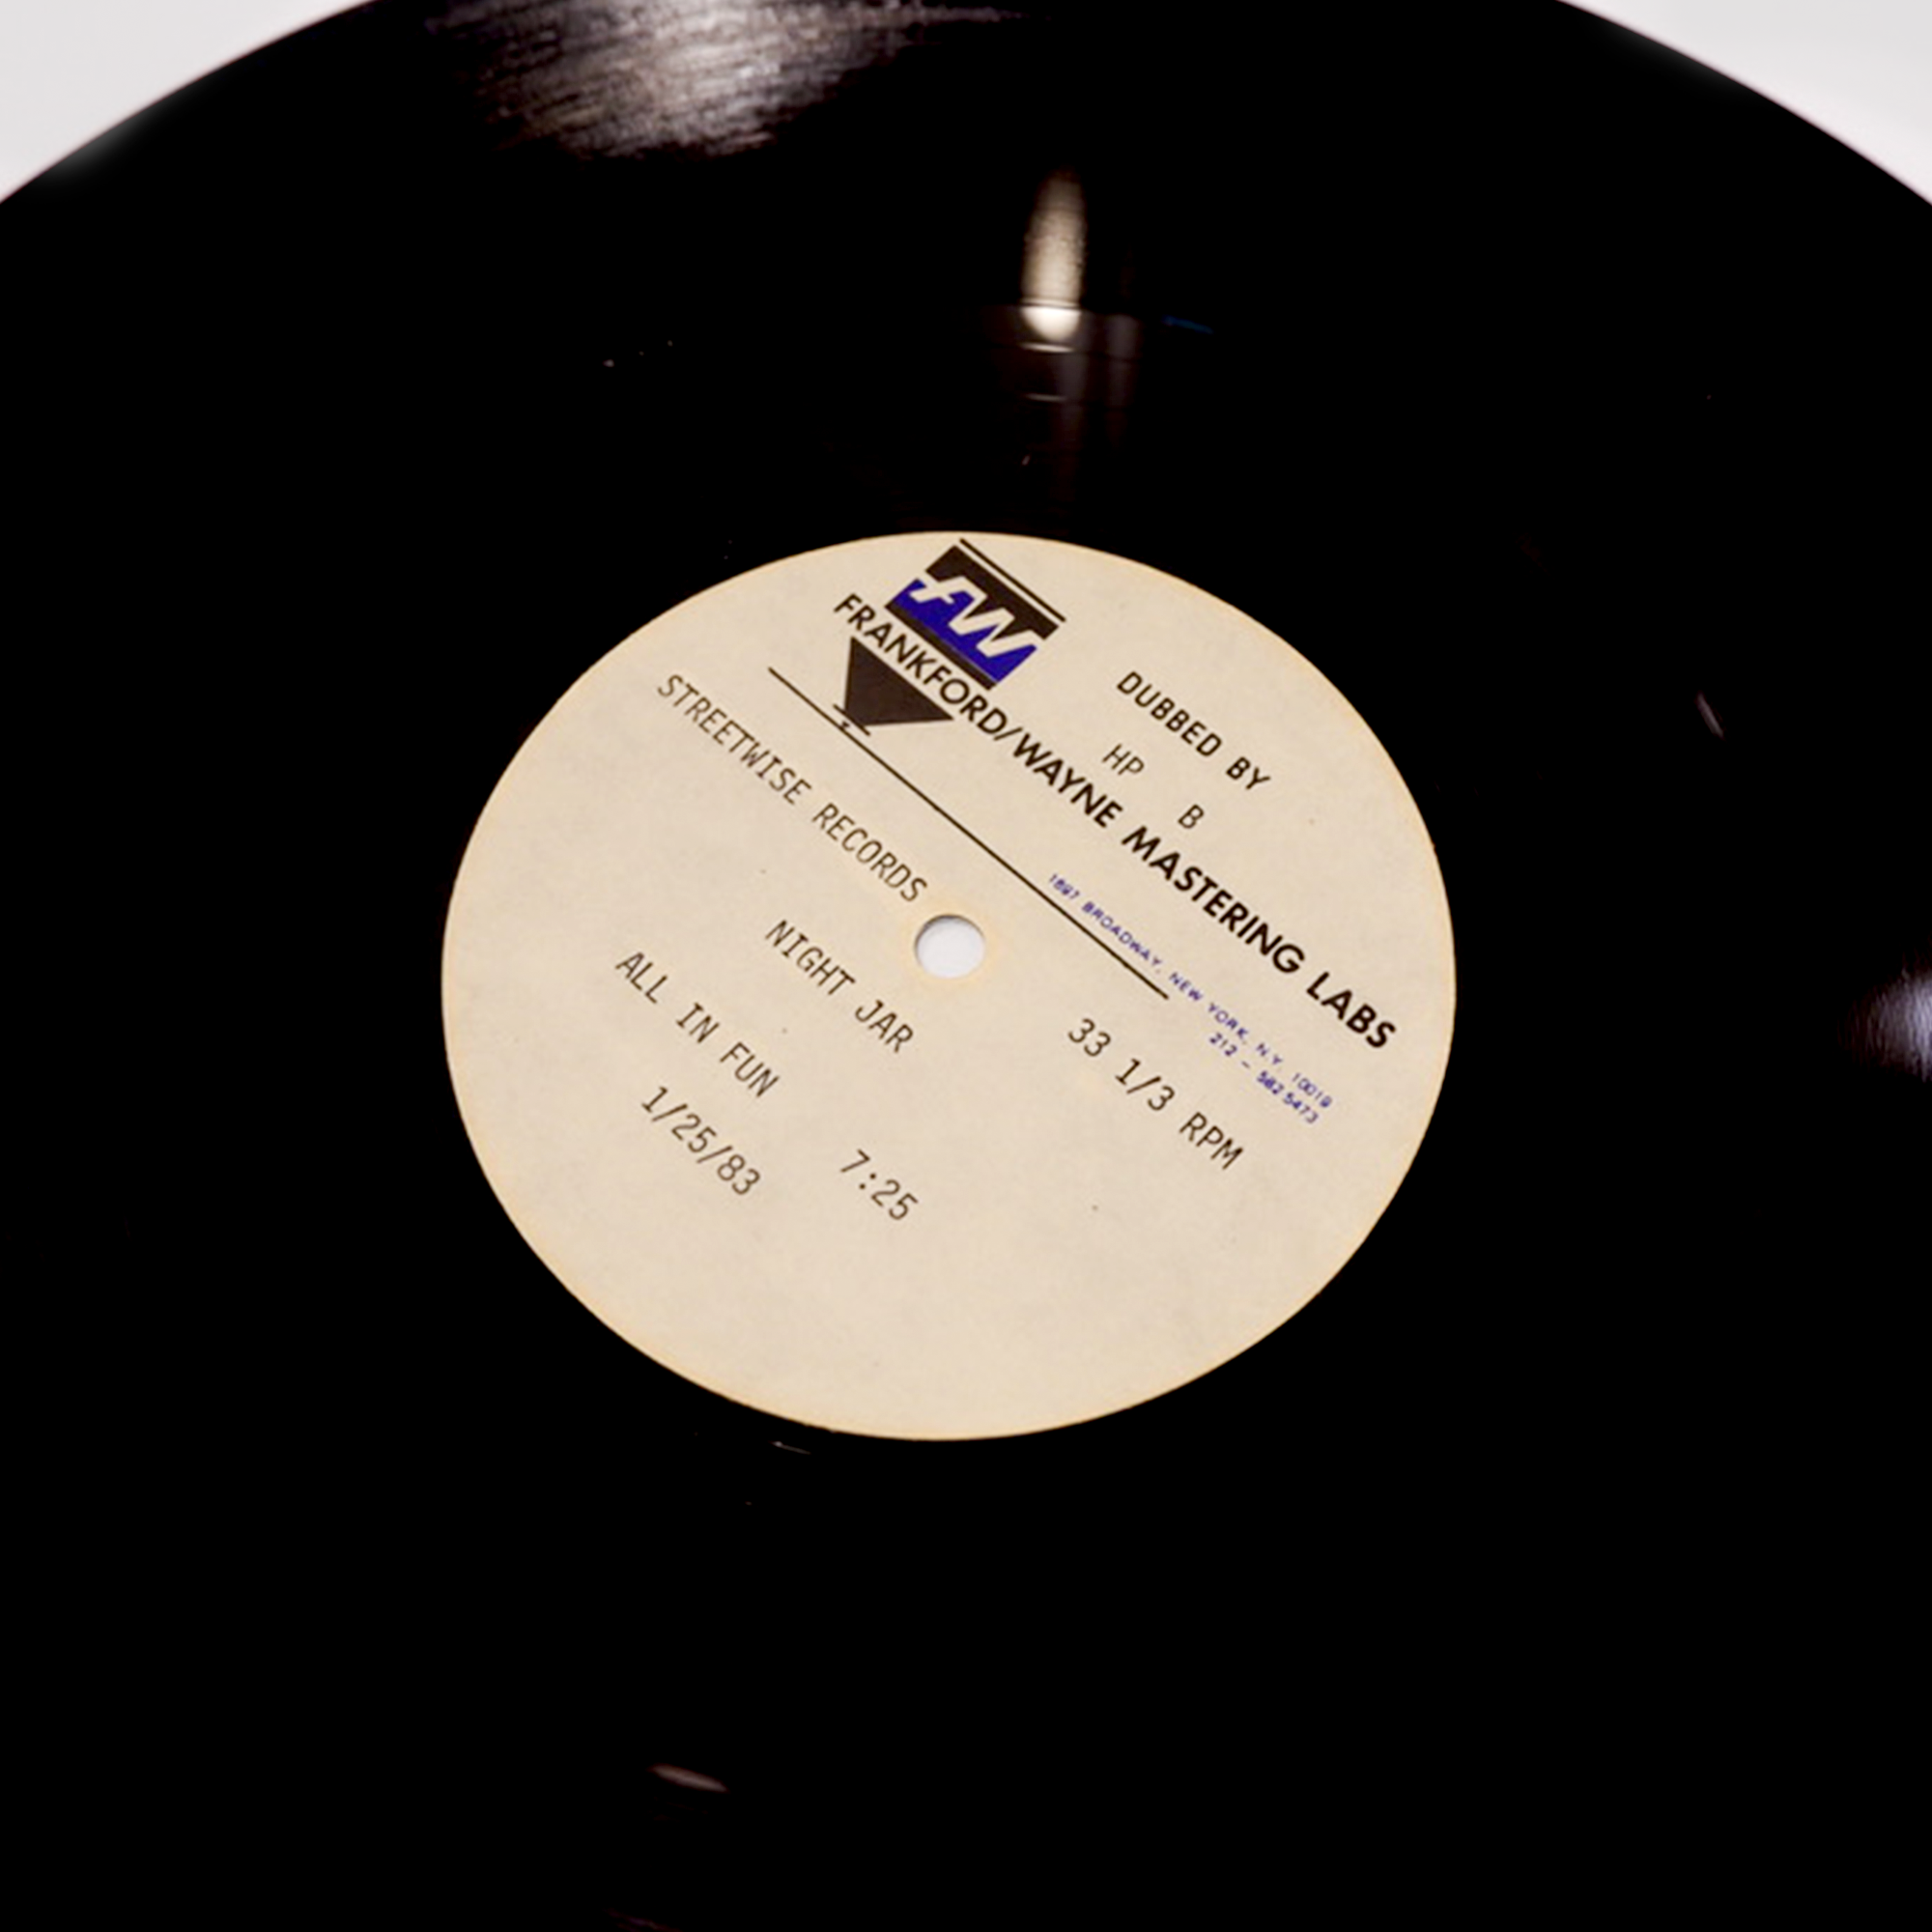 FW
DUBBED BY
HP B
FRANKFORD/WAYNE MASTERING LABS
1697 BROADWAY, NEW YORK, N.Y. 10019
212 - 582 5473
STREETWISE RECORDS
33 1/3 RPM
NIGHT JAR
ALL IN FUN
7:25
1/25/83